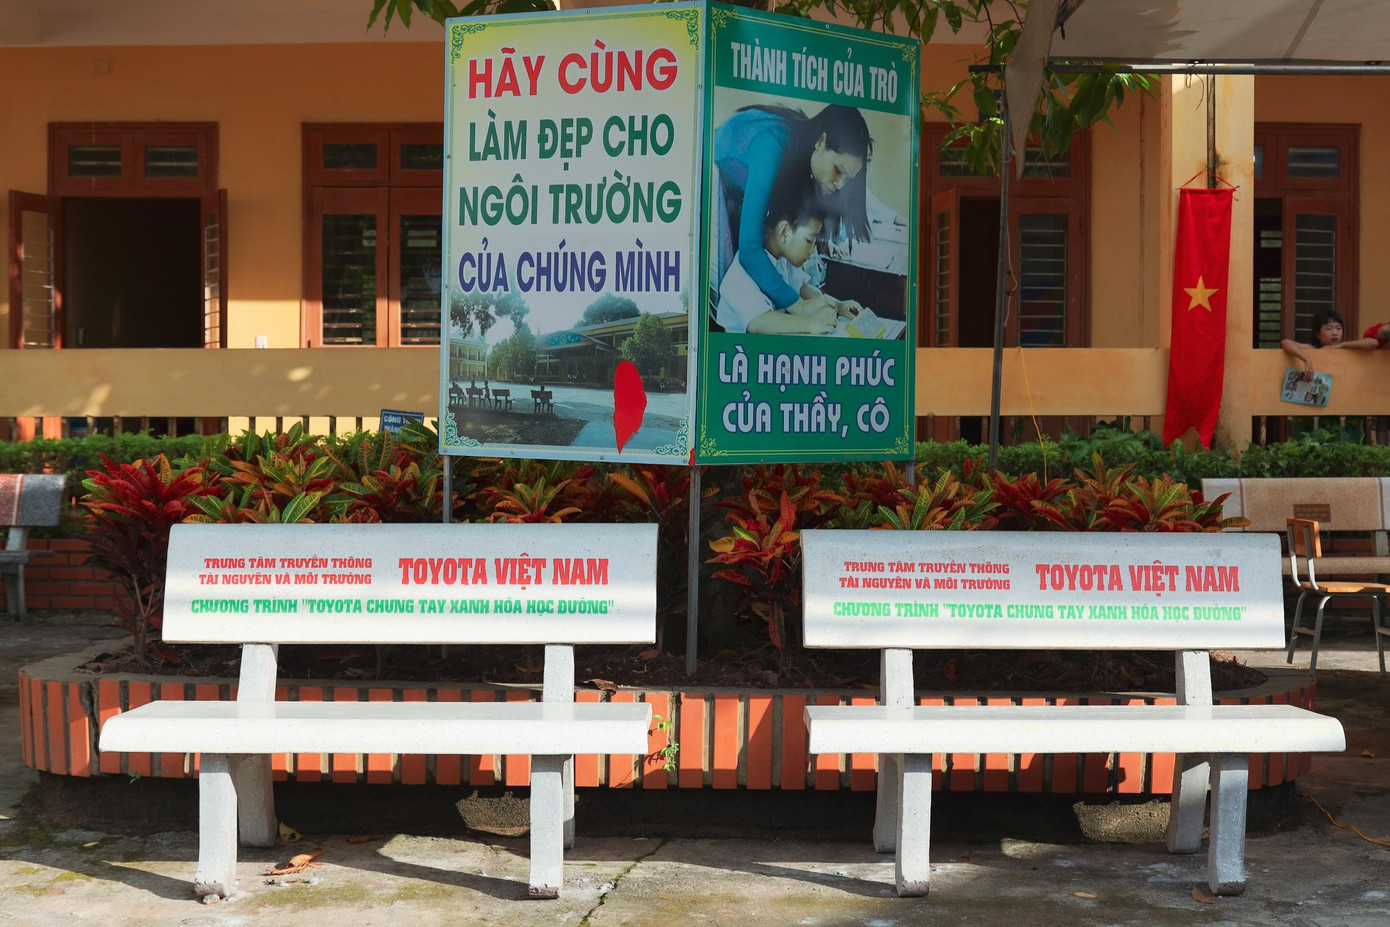 HÃY CÙNG
LÀM ĐẸP CHO
NGÔI TRƯỜNG
CỦA CHÚNG MÌNH
THÀNH TÍCH CỦA TRÒ
LÀ HẠNH PHÚC
CỦA THẦY, CÔ
CÔNG
TRUNG TÂM TRUYỀN THÔNG
TÀI NGUYÊN VÀ MÔI TRƯỜNG
TOYOTA VIỆT NAM
CHƯƠNG TRÌNH "TOYOTA CHUNG TAY XANH HÓA HỌC ĐƯỜNG"
TRUNG TÂM TRUYỀN THÔNG
TÀI NGUYÊN VÀ MÔI TRƯỜNG
TOYOTA VIỆT NAM
CHƯƠNG TRÌNH "TOYOTA CHUNG TAY XANH HÓA HỌC ĐƯỜNG"